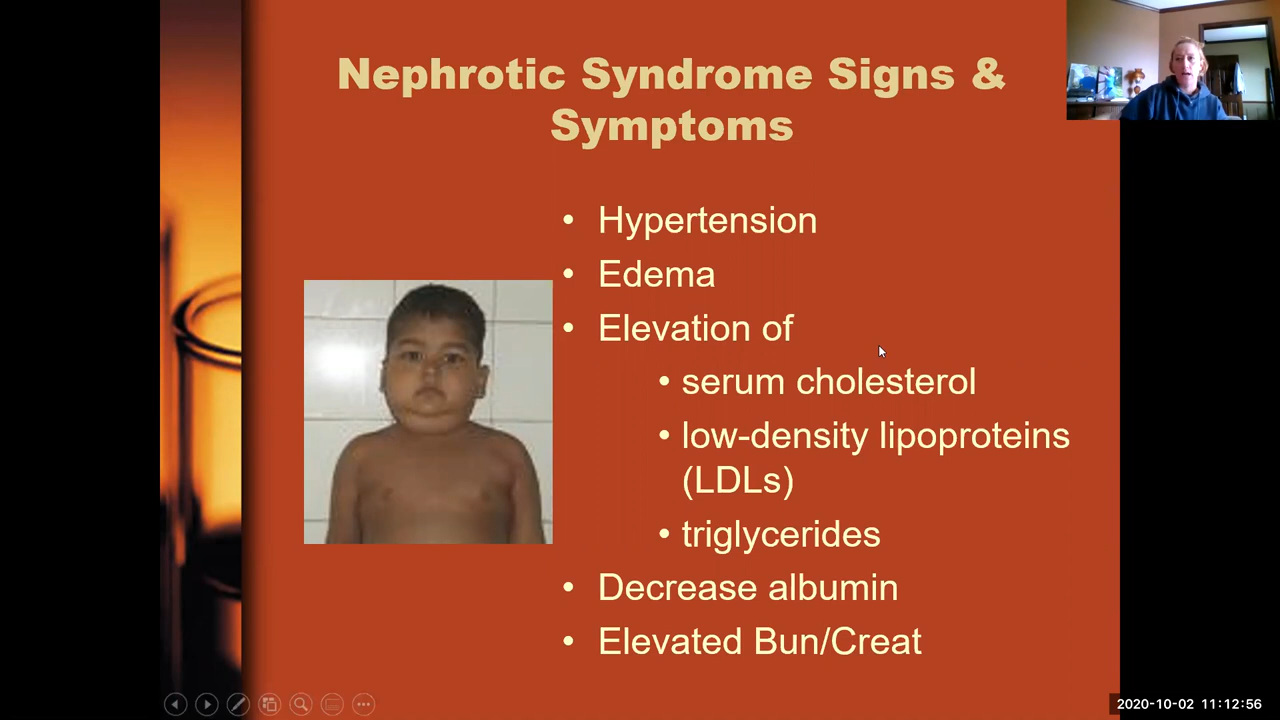 Nephrotic Syndrome Signs &
Symptoms
• Hypertension
• Edema
• Elevation of
• serum cholesterol
• low-density lipoproteins
(LDLs)
• triglycerides
• Decrease albumin
• Elevated Bun/Creat
2020-10-02 11:12:56